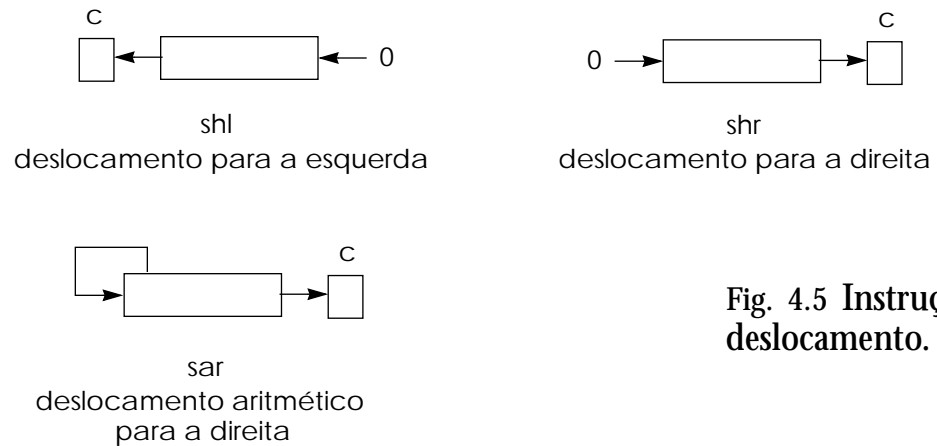 C
0
shl
deslocamento para a esquerda
C
0
shr
deslocamento para a direita
C
sar
deslocamento aritmético
para a direita
Fig. 4.5
deslocamento.